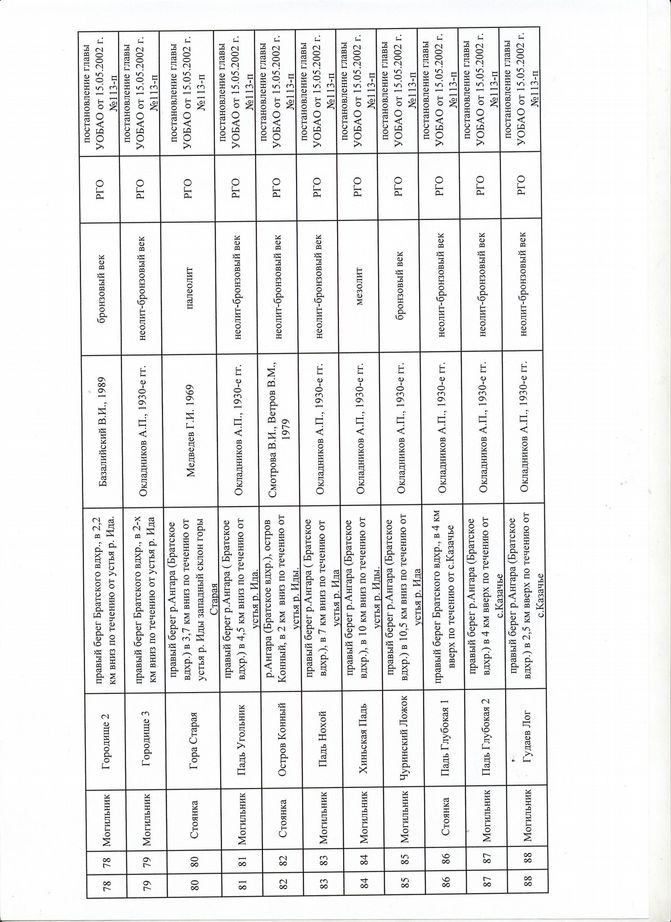 78 78 Могильник Городище 2 правый берег Братского вдхр., в 2,2
км вниз по течению от устья р. Ида. Базалийский В.И., 1989 бронзовый век РГО постановление главы
УОБАО от 15.05.2002 г.
№113-п
79 79 Могильник Городище 3 правый берег Братского вдхр., в 2-х
км вниз по течению от устья р. Ида Окладников А.П., 1930-е гг. неолит-бронзовый век РГО постановление главы
УОБАО от 15.05.2002 г.
№113-п
80 80 Стоянка Гора Старая правый берег р.Ангара (Братское
вдхр.) в 3,7 км вниз по течению от
устья р. Иды западный склон горы
Старая Медведев Г.И. 1969 палеолит РГО постановление главы
УОБАО от 15.05.2002 г.
№113-п
81 81 Могильник Падь Угольник правый берег р.Ангара ( Братское
вдхр.) в 4,5 км вниз по течению от
устья р. Ида. Окладников А.П., 1930-е гг. неолит-бронзовый век РГО постановление главы
УОБАО от 15.05.2002 г.
№113-п
82 82 Стоянка Остров Конный р.Ангара (Братское вдхр.), остров
Конный, в 2 км вниз по течению от
устья р. Иды. Смотрова В.И., Ветров В.М.,
1979 неолит-бронзовый век РГО постановление главы
УОБАО от 15.05.2002 г.
№113-п
83 83 Могильник Падь Нохой правый берег р.Ангара ( Братское
вдхр.), в 7 км вниз по течению от
устья р. Ида Окладников А.П., 1930-е гг. неолит-бронзовый век РГО постановление главы
УОБАО от 15.05.2002 г.
№113-п
84 84 Могильник Хиньская Падь правый берег р.Ангара (Братское
вдхр.), в 10 км вниз по течению от
устья р. Иды. Окладников А.П., 1930-е гг. мезолит РГО постановление главы
УОБАО от 15.05.2002 г.
№113-п
85 85 Могильник Чуринский Ложок правый берег р.Ангара (Братское
вдхр.) в 10,5 км вниз по течению от
устья р. Ида Окладников А.П., 1930-е гг. бронзовый век РГО постановление главы
УОБАО от 15.05.2002 г.
№113-п
86 86 Стоянка Падь Глубокая 1 правый берег Братского вдхр., в 4 км
вверх по течению от с.Казачье Окладников А.П., 1930-е гг. неолит-бронзовый век РГО постановление главы
УОБАО от 15.05.2002 г.
№113-п
87 87 Могильник Падь Глубокая 2 правый берег р.Ангара (Братское
вдхр.) в 4 км вверх по течению от
с.Казачье Окладников А.П., 1930-е гг. неолит-бронзовый век РГО постановление главы
УОБАО от 15.05.2002 г.
№113-п
88 88 Могильник Гудаев Лог правый берег р.Ангара (Братское
вдхр.) в 2,5 км вверх по течению от
с.Казачье Окладников А.П., 1930-е гг. неолит-бронзовый век РГО постановление главы
УОБАО от 15.05.2002 г.
№113-п